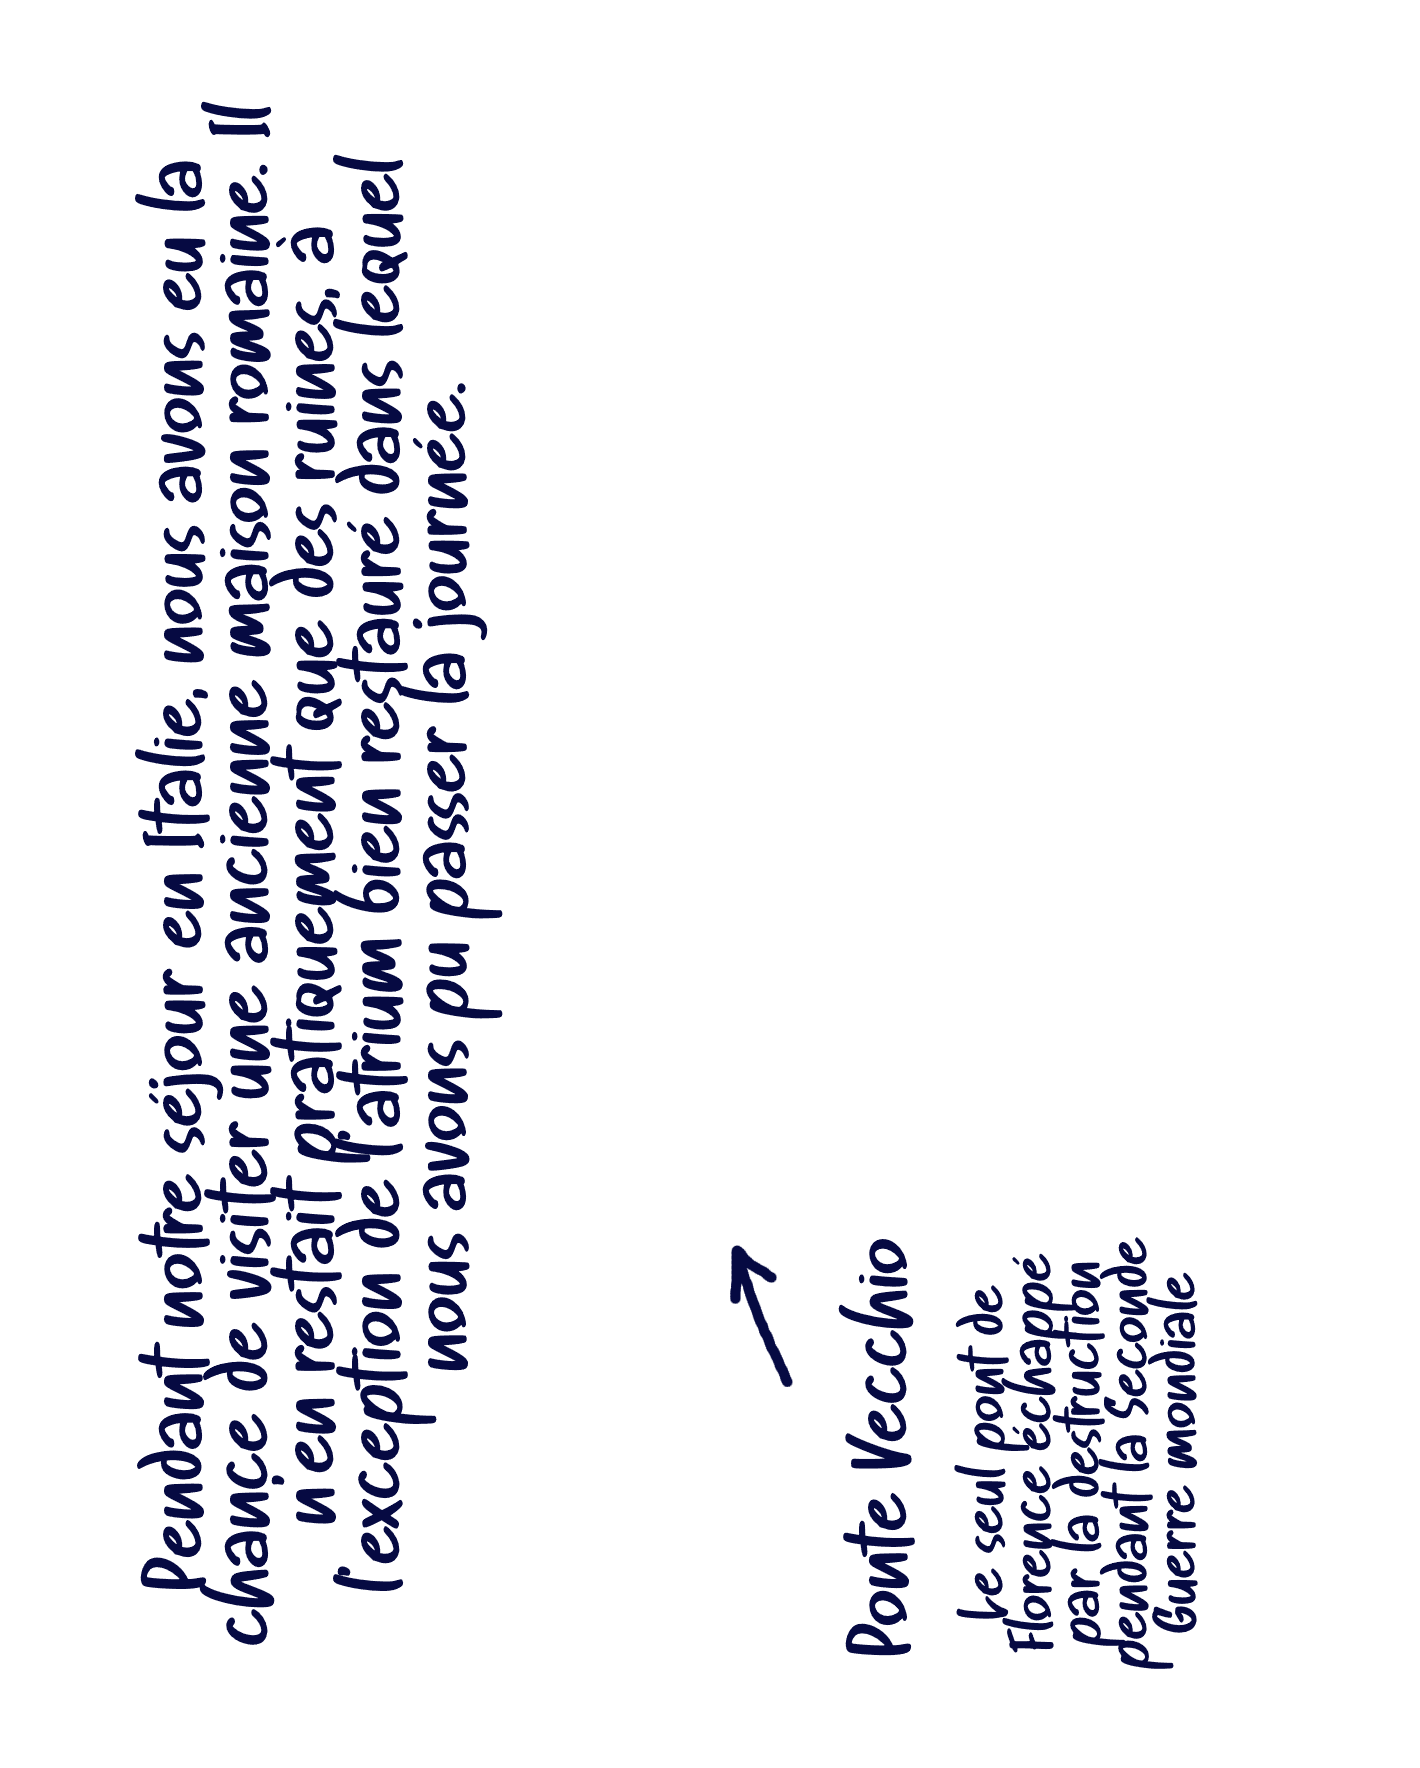 Pendant notre séjour en Italie, nous avons eu la
chance de visiter une ancienne maison romaine. Il
n'en restait pratiquement que des ruines, à
l'exception de l'atrium bien restauré dans lequel
nous avons pu passer la journée.
Ponte Vecchio
Le seul pont de
Florence échappé
par la destruction
pendant la Seconde
Guerre mondiale